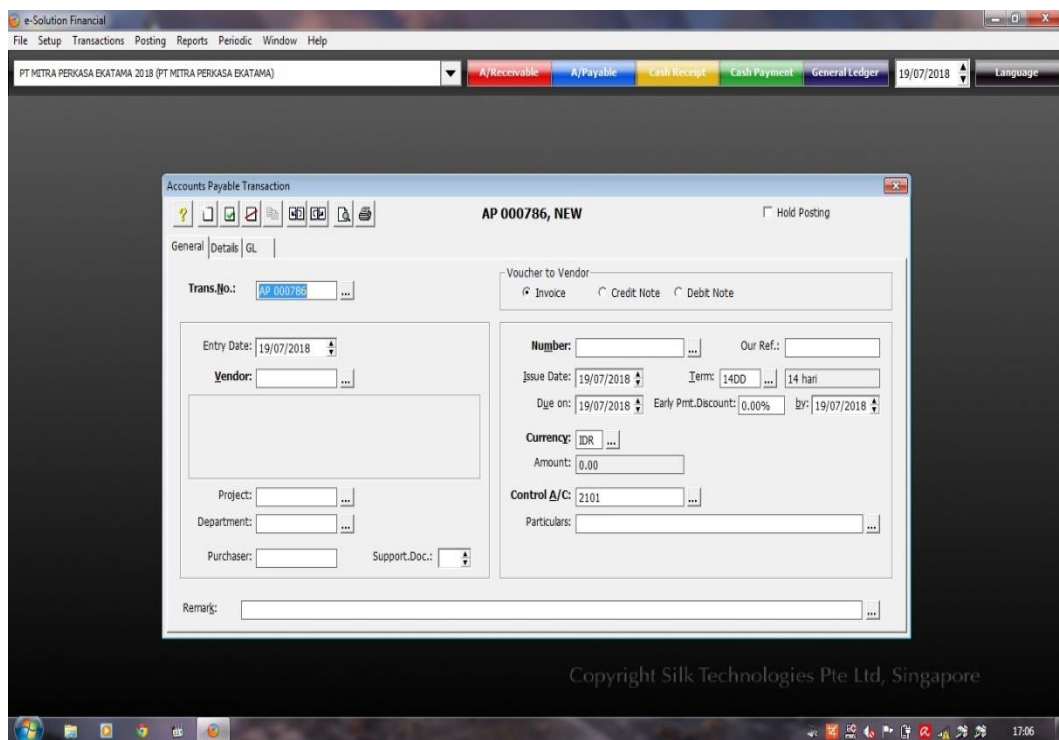 e-Solution Financial
File Setup Transactions Posting Reports Periodic Window Help
PT MITRA PERKASA EKATAMA 2018 (PT MITRA PERKASA EKATAMA) A/Receivable A/Payable Cash Receipt Cash Payment General Ledger 19/07/2018 Language
Accounts Payable Transaction
AP 000786, NEW Hold Posting
General Details GL
Trans.No.: AP 000786 ...
Voucher to Vendor
Invoice Credit Note Debit Note
Entry Date: 19/07/2018
Vendor: ...
Project: ...
Department: ...
Purchaser: Support.Doc.:
Number: ... Our Ref.:
Issue Date: 19/07/2018 Term: 14DD ... 14 hari
Due on: 19/07/2018 Early Pmt.Discount: 0.00% by: 19/07/2018
Currency: IDR ...
Amount: 0.00
Control A/C: 2101 ...
Particulars: ...
Remark: ...
Copyright Silk Technologies Pte Ltd, Singapore
17:06